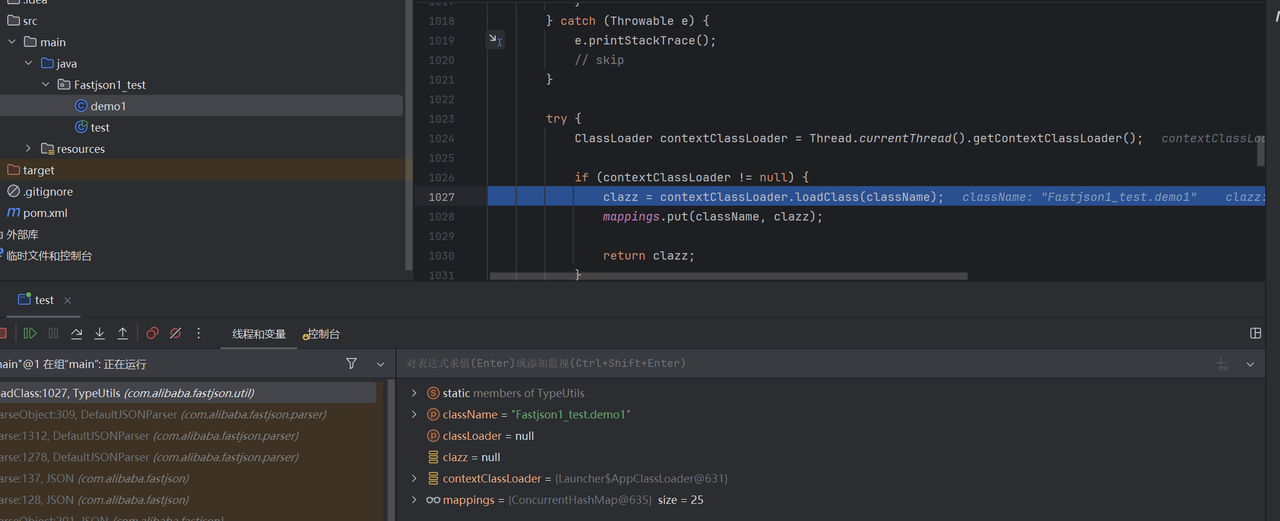 .idea
src
main
java
Fastjson1_test
demo1
test
resources
target
.gitignore
pom.xml
外部库
临时文件和控制台
1018 } catch (Throwable e) {
1019 e.printStackTrace();
1020 // skip
1021 }
1022
1023 try {
1024 ClassLoader contextClassLoader = Thread.currentThread().getContextClassLoader(); contextClassLoa
1025
1026 if (contextClassLoader != null) {
1027 clazz = contextClassLoader.loadClass(className); className: "Fastjson1_test.demo1" clazz:
1028 mappings.put(className, clazz);
1029
1030 return clazz;
1031 }
test
线程和变量
控制台
main"@1 在组"main": 正在运行
对表达式求值(Enter)或添加监视(Ctrl+Shift+Enter)
adClass:1027, TypeUtils (com.alibaba.fastjson.util)
arseObject:309, DefaultJSONParser (com.alibaba.fastjson.parser)
arse:1312, DefaultJSONParser (com.alibaba.fastjson.parser)
arse:1278, DefaultJSONParser (com.alibaba.fastjson.parser)
arse:137, JSON (com.alibaba.fastjson)
arse:128, JSON (com.alibaba.fastjson)
static members of TypeUtils
className = "Fastjson1_test.demo1"
classLoader = null
clazz = null
contextClassLoader = {Launcher$AppClassLoader@631}
mappings = {ConcurrentHashMap@635} size = 25